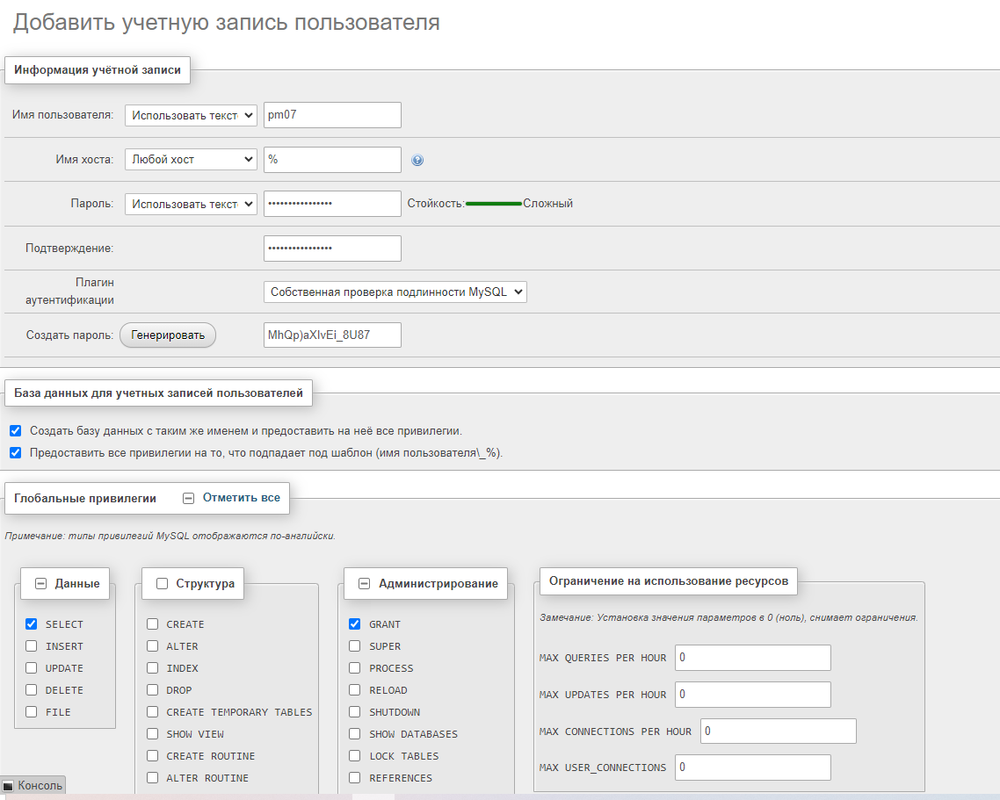 Добавить учетную запись пользователя
Информация учётной записи
Имя пользователя: Использовать текст pm07
Имя хоста: Любой хост %
Пароль: Использовать текст •••••••••••••••• Стойкость: Сложный
Подтверждение: ••••••••••••••••
Плагин
аутентификации
Собственная проверка подлинности MySQL
Создать пароль: Генерировать MhQp)aXIvEi_8U87
База данных для учетных записей пользователей
Создать базу данных с таким же именем и предоставить на неё все привилегии.
Предоставить все привилегии на то, что подпадает под шаблон (имя пользователя\_%).
Глобальные привилегии Отметить все
Примечание: типы привилегий MySQL отображаются по-английски.
Данные
SELECT
INSERT
UPDATE
DELETE
FILE
Структура
CREATE
ALTER
INDEX
DROP
CREATE TEMPORARY TABLES
SHOW VIEW
CREATE ROUTINE
ALTER ROUTINE
Администрирование
GRANT
SUPER
PROCESS
RELOAD
SHUTDOWN
SHOW DATABASES
LOCK TABLES
REFERENCES
Ограничение на использование ресурсов
Замечание: Установка значения параметров в 0 (ноль), снимает ограничения.
MAX QUERIES PER HOUR 0
MAX UPDATES PER HOUR 0
MAX CONNECTIONS PER HOUR 0
MAX USER_CONNECTIONS 0
Консоль